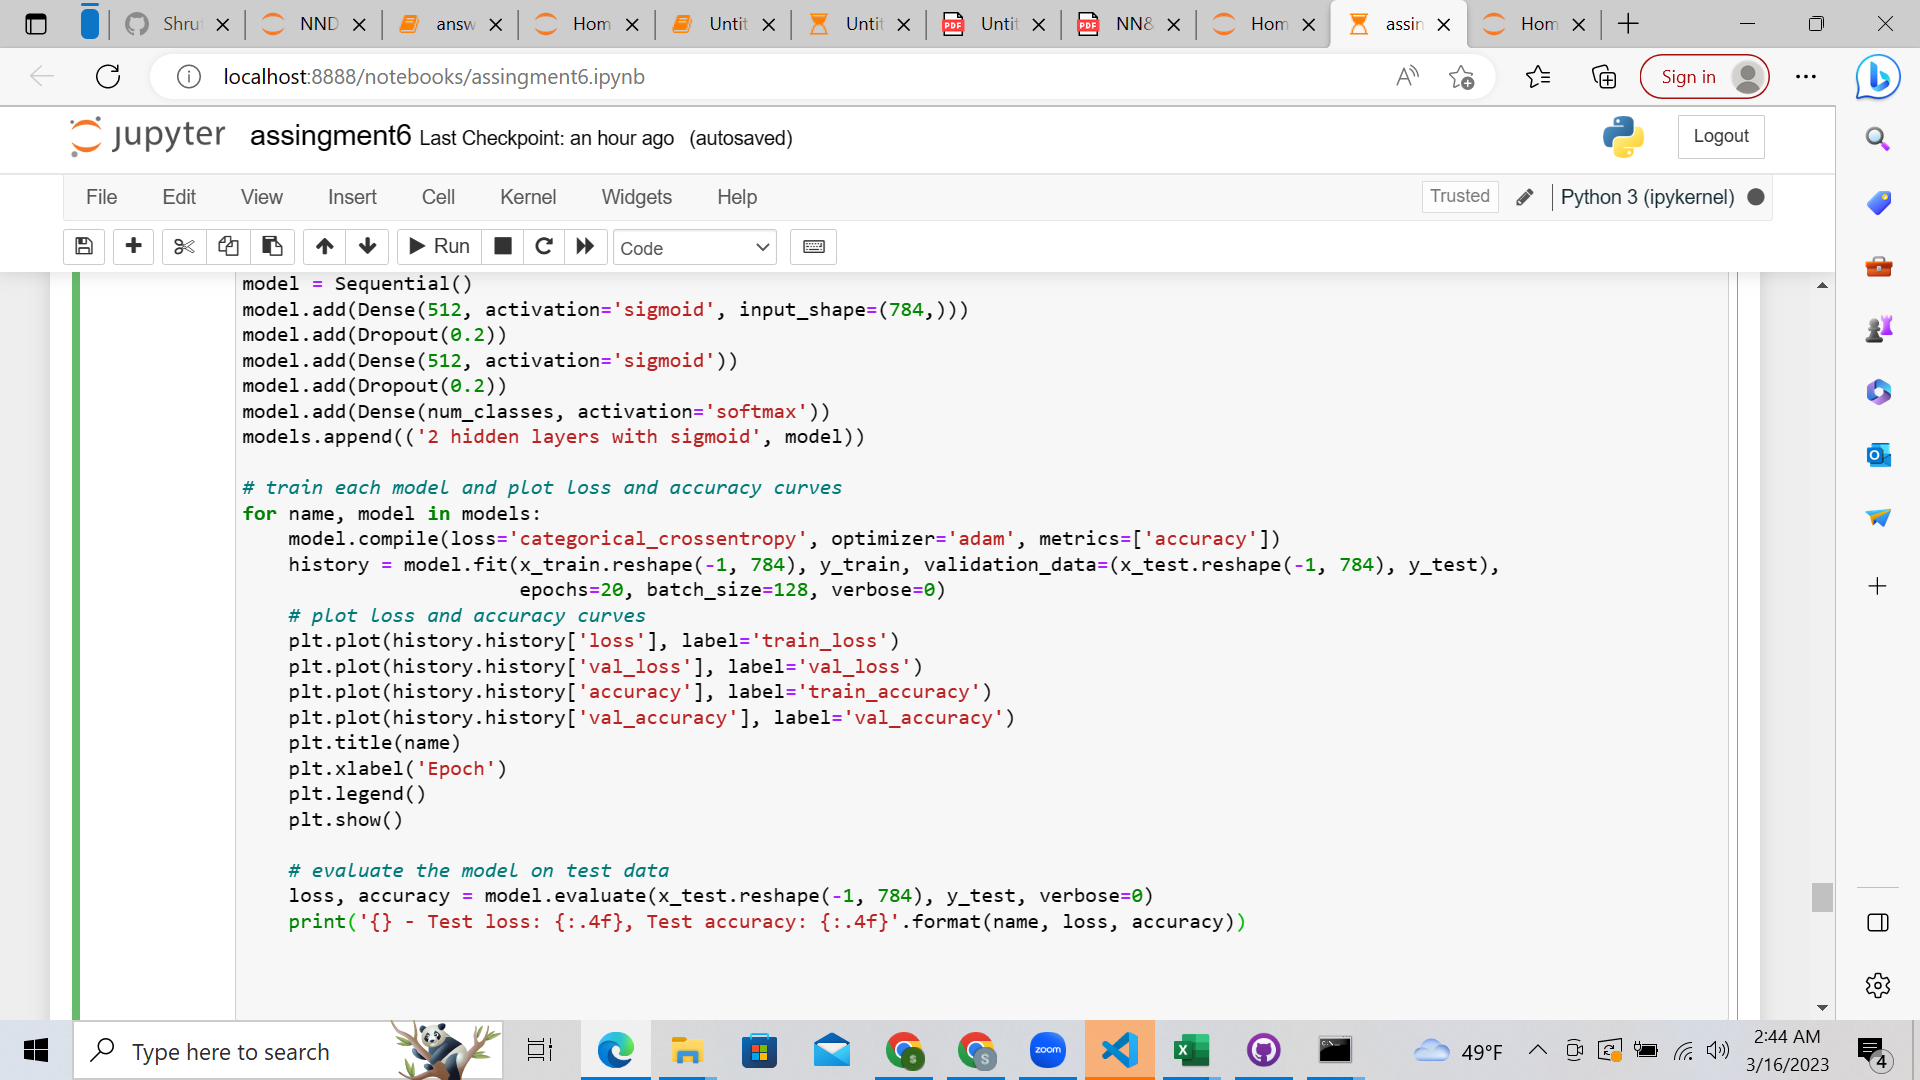 Shru
NND
answ
Hom
Untit
Untit
Untit
NN&
Hom
assin
Hom
localhost:8888/notebooks/assingment6.ipynb
Sign in
jupyter assingment6 Last Checkpoint: an hour ago (autosaved)
Logout
File Edit View Insert Cell Kernel Widgets Help
Trusted
Python 3 (ipykernel)
Run
Code
model = Sequential()
model.add(Dense(512, activation='sigmoid', input_shape=(784,)))
model.add(Dropout(0.2))
model.add(Dense(512, activation='sigmoid'))
model.add(Dropout(0.2))
model.add(Dense(num_classes, activation='softmax'))
models.append(('2 hidden layers with sigmoid', model))
# train each model and plot loss and accuracy curves
for name, model in models:
    model.compile(loss='categorical_crossentropy', optimizer='adam', metrics=['accuracy'])
    history = model.fit(x_train.reshape(-1, 784), y_train, validation_data=(x_test.reshape(-1, 784), y_test),
                        epochs=20, batch_size=128, verbose=0)
    # plot loss and accuracy curves
    plt.plot(history.history['loss'], label='train_loss')
    plt.plot(history.history['val_loss'], label='val_loss')
    plt.plot(history.history['accuracy'], label='train_accuracy')
    plt.plot(history.history['val_accuracy'], label='val_accuracy')
    plt.title(name)
    plt.xlabel('Epoch')
    plt.legend()
    plt.show()
    # evaluate the model on test data
    loss, accuracy = model.evaluate(x_test.reshape(-1, 784), y_test, verbose=0)
    print('{} - Test loss: {:.4f}, Test accuracy: {:.4f}'.format(name, loss, accuracy))
Type here to search
zoom
49°F
2:44 AM
3/16/2023
4